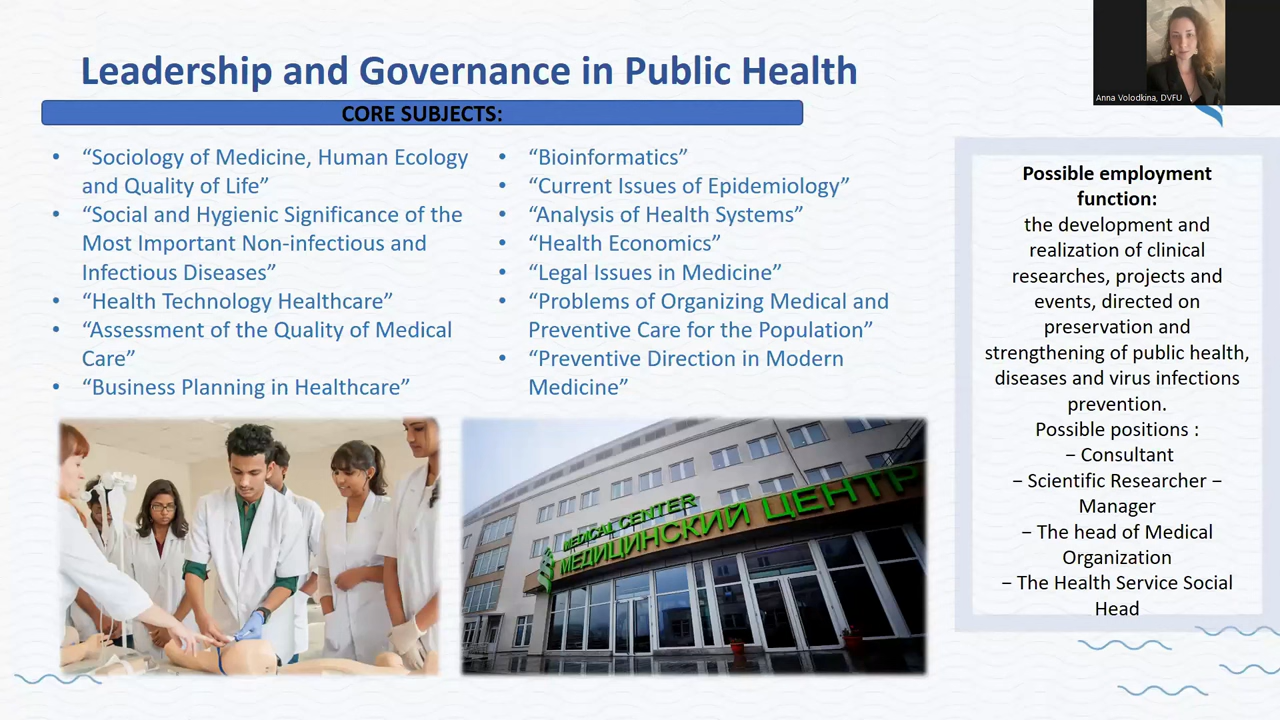 Leadership and Governance in Public Health
CORE SUBJECTS:
• “Sociology of Medicine, Human Ecology
and Quality of Life”
• “Social and Hygienic Significance of the
Most Important Non-infectious and
Infectious Diseases”
• “Health Technology Healthcare”
• “Assessment of the Quality of Medical
Care”
• “Business Planning in Healthcare”
• “Bioinformatics”
• “Current Issues of Epidemiology”
• “Analysis of Health Systems”
• “Health Economics”
• “Legal Issues in Medicine”
• “Problems of Organizing Medical and
Preventive Care for the Population”
• “Preventive Direction in Modern
Medicine”
MEDICAL CENTER
МЕДИЦИНСКИЙ ЦЕНТР
Anna Volodkina, DVFU
Possible employment
function:
the development and
realization of clinical
researches, projects and
events, directed on
preservation and
strengthening of public health,
diseases and virus infections
prevention.
Possible positions :
− Consultant
− Scientific Researcher −
Manager
− The head of Medical
Organization
− The Health Service Social
Head